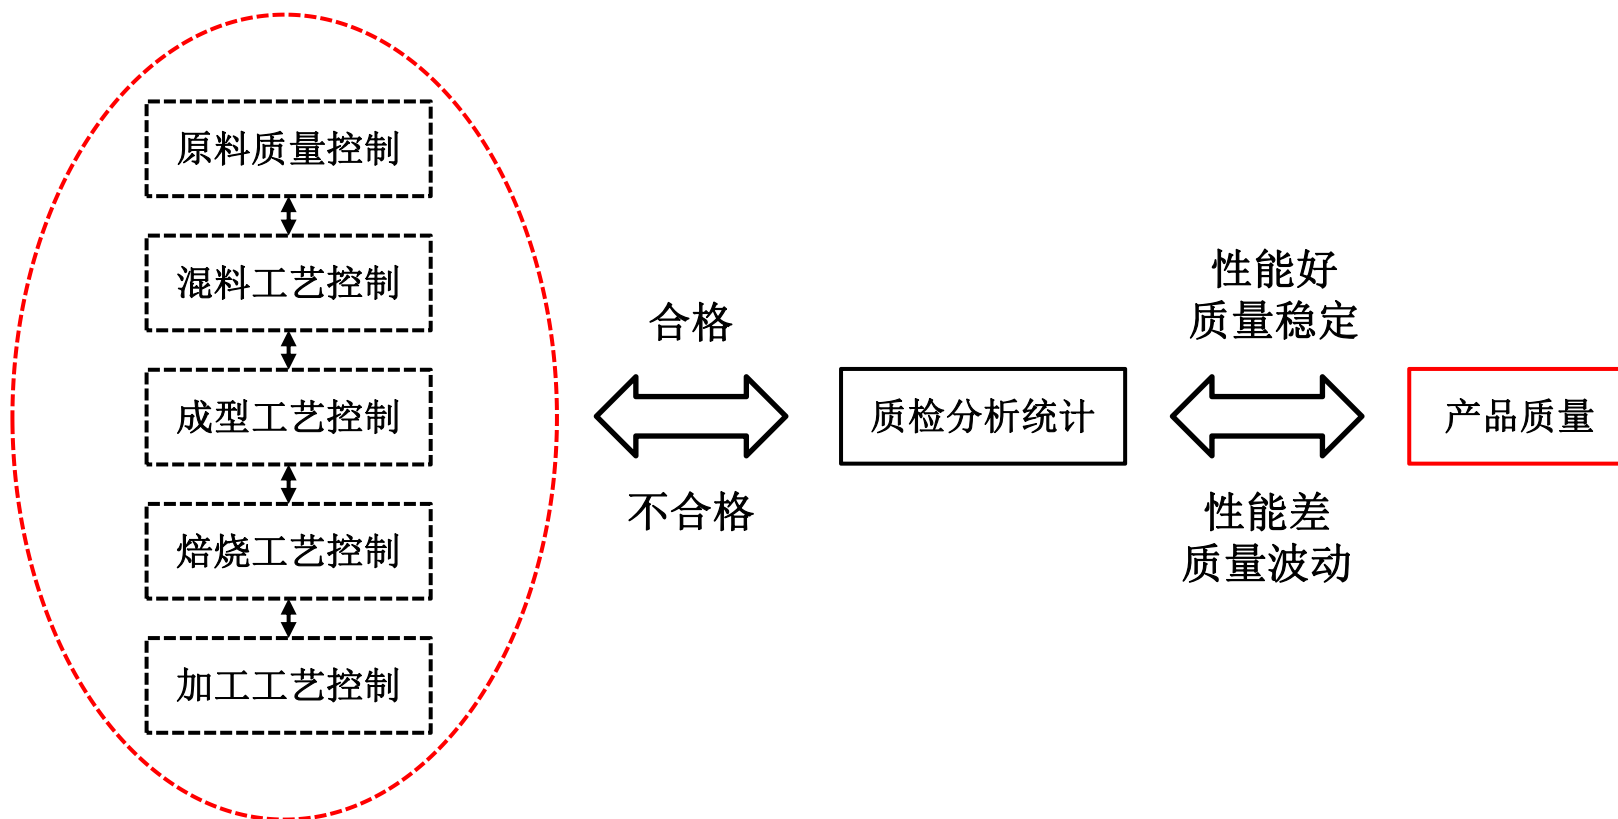 原料质量控制
混料工艺控制
成型工艺控制
焙烧工艺控制
加工工艺控制
合格
不合格
质检分析统计
性能好
质量稳定
性能差
质量波动
产品质量